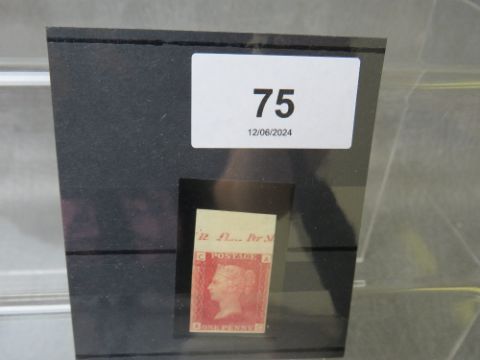 75
12/06/2024
POSTAGE
C A
ONE PENNY